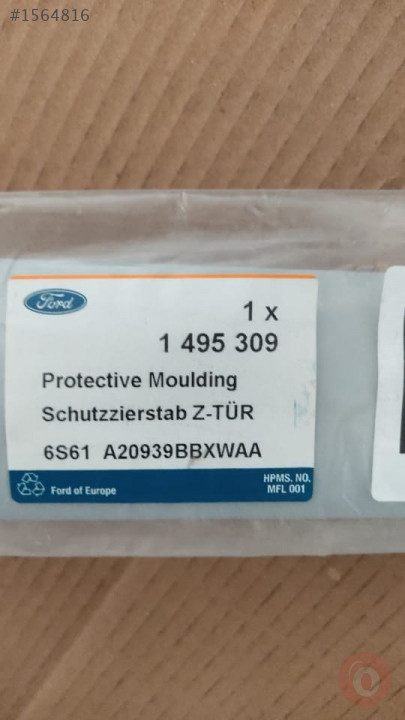 #1564816
Ford
1 x
1 495 309
Protective Moulding
Schutzzierstab Z-TÜR
6S61 A20939BBXWAA
Ford of Europe
HPMS. NO.
MFL 001